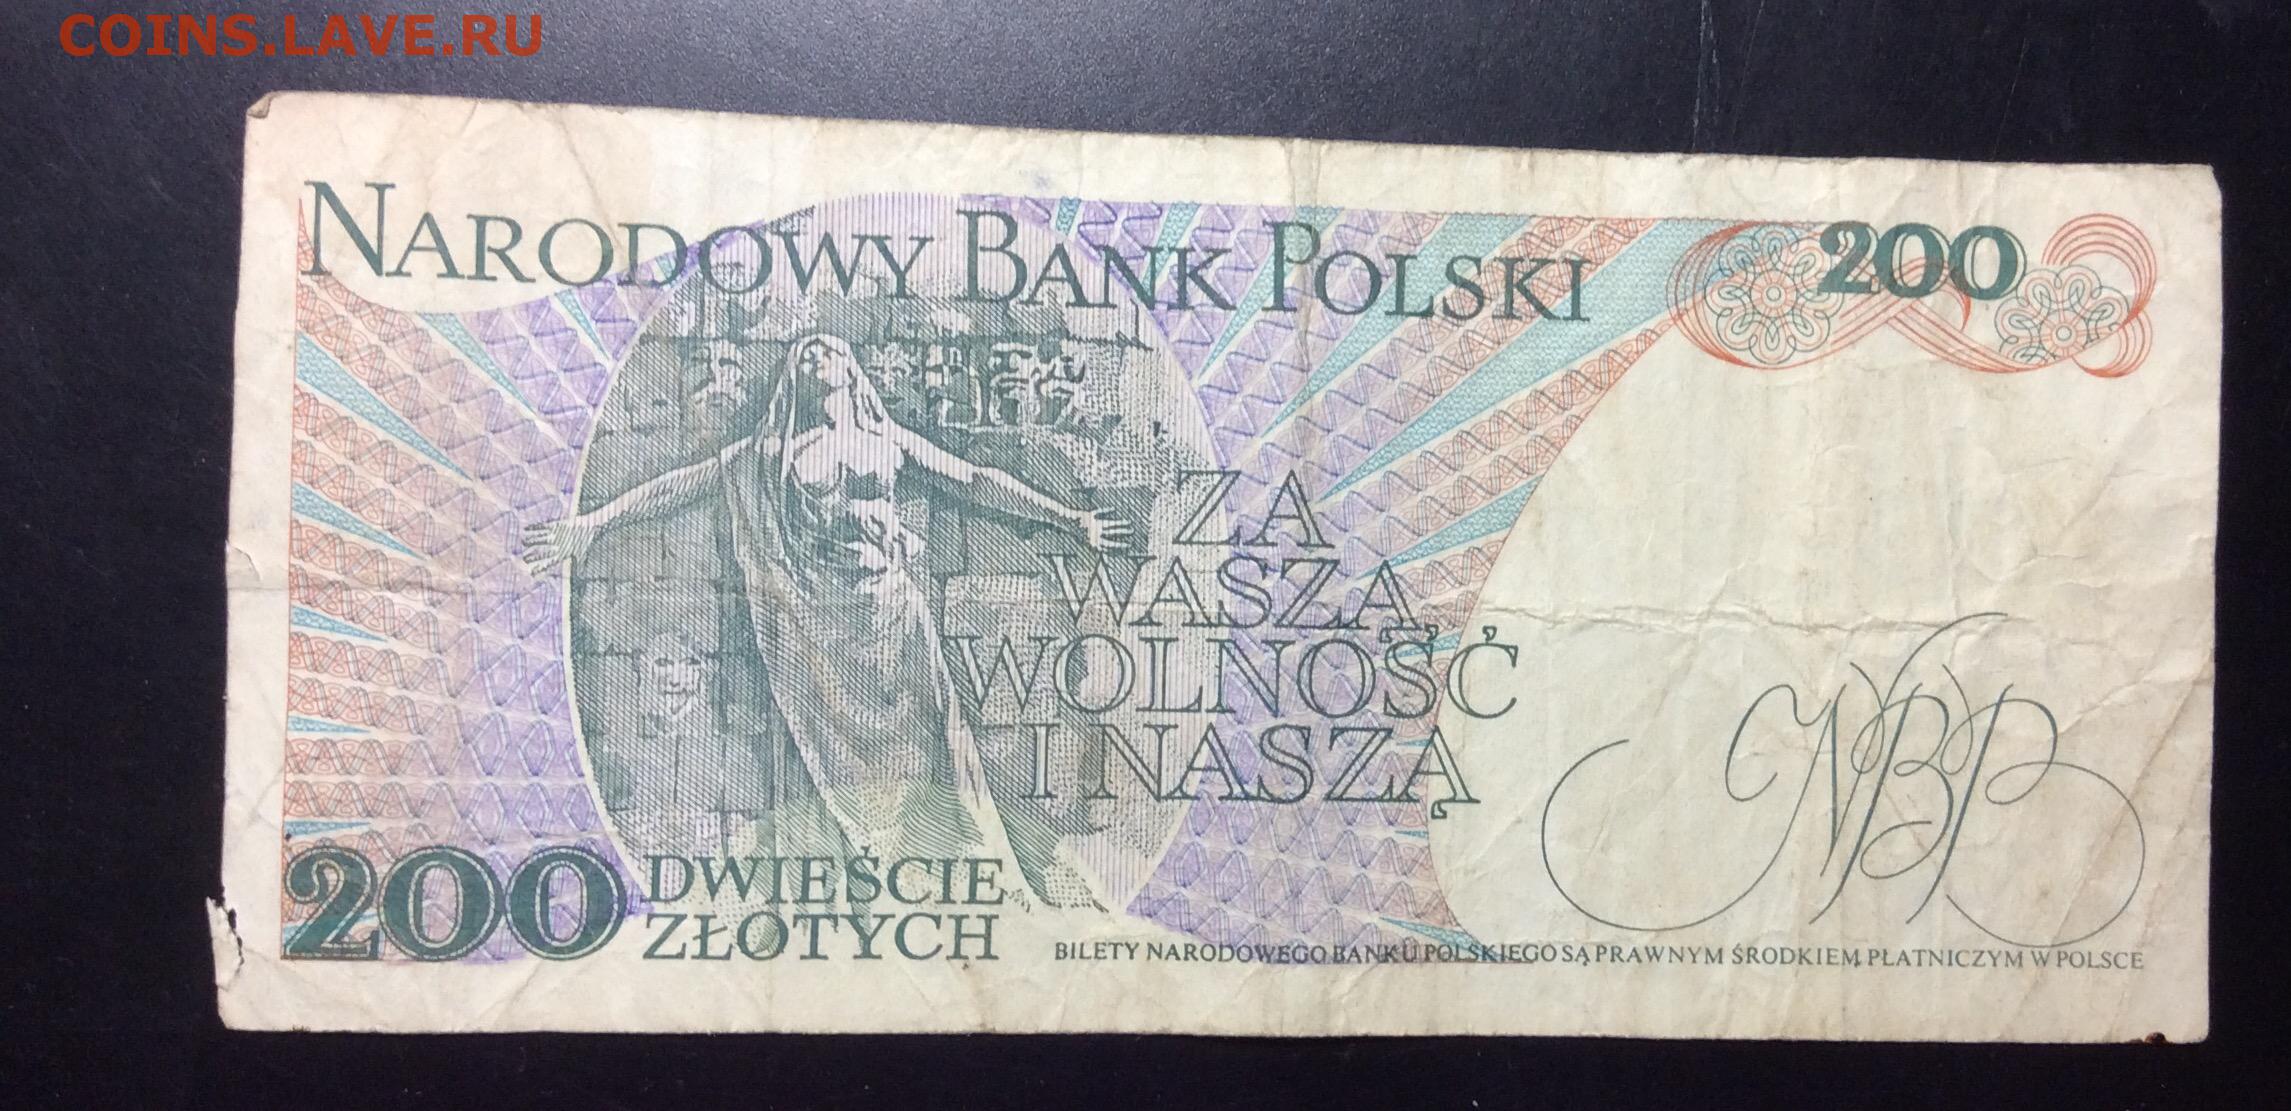 COINS.LAVE.RU
NARODOWY BANK POLSKI
200
ZA
WASZĄ,
WOLNOŚĆ
I NASZĄ
NBP
200 DWIEŚCIE
ZŁOTYCH
BILETY NARODOWEGO BANKU POLSKIEGO SĄ PRAWNYM ŚRODKIEM PŁATNICZYM W POLSCE